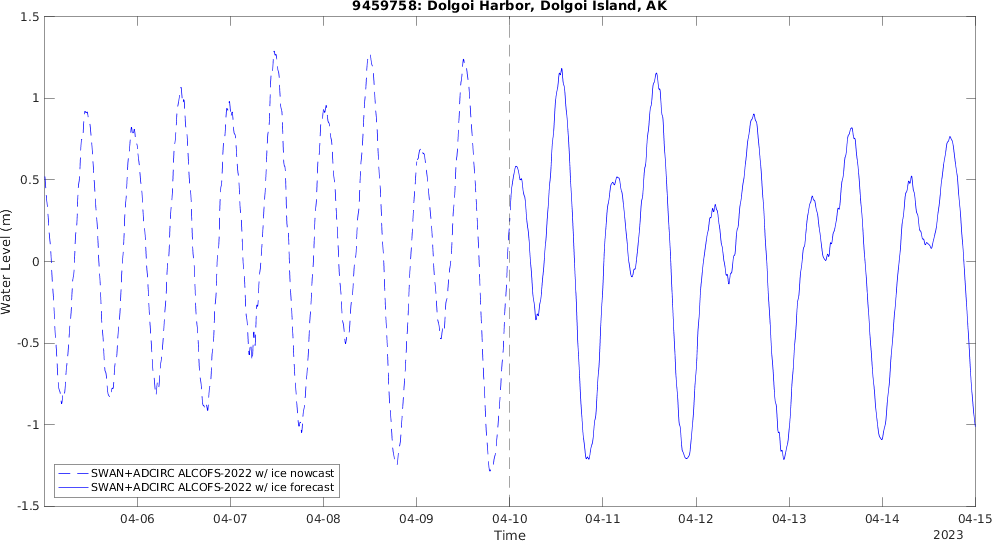 9459758: Dolgoi Harbor, Dolgoi Island, AK
1.5
1
0.5
0
-0.5
-1
-1.5
Water Level (m)
SWAN+ADCIRC ALCOFS-2022 w/ ice nowcast
SWAN+ADCIRC ALCOFS-2022 w/ ice forecast
04-06 04-07 04-08 04-09 04-10 04-11 04-12 04-13 04-14 04-15
Time
2023